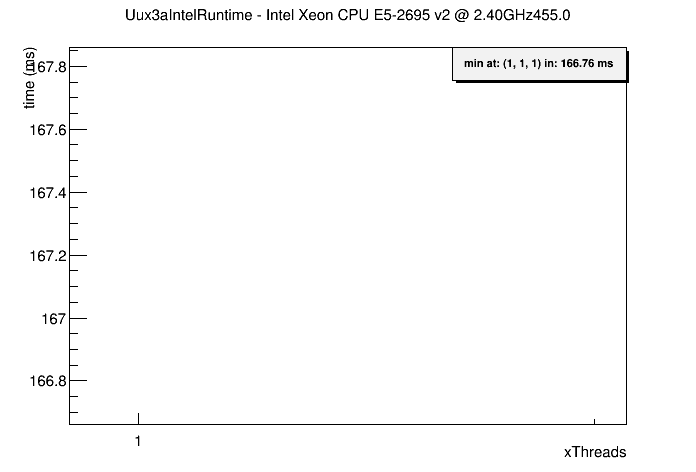 Uux3aIntelRuntime - Intel Xeon CPU E5-2695 v2 @ 2.40GHz455.0
time (ms)
min at: (1, 1, 1) in: 166.76 ms
167.8
167.6
167.4
167.2
167
166.8
1
xThreads